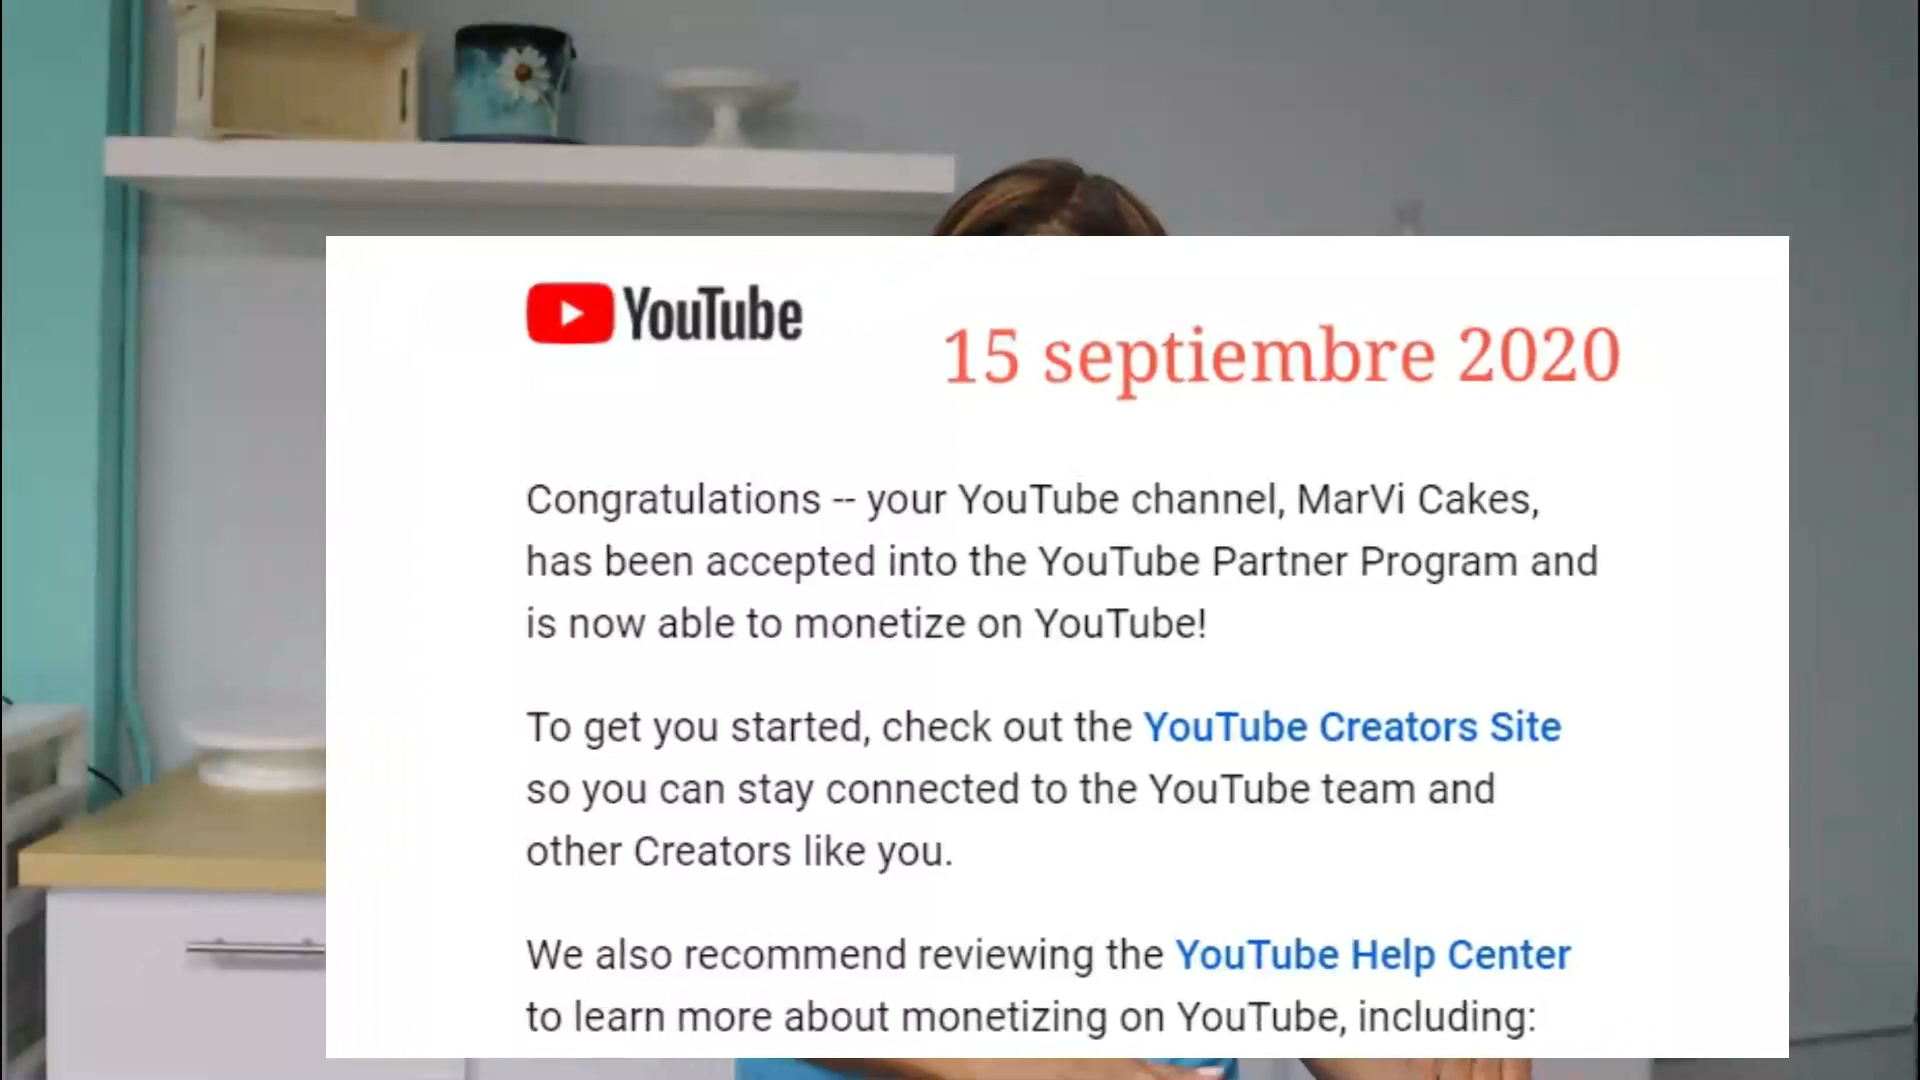 YouTube
15 septiembre 2020
Congratulations -- your YouTube channel, MarVi Cakes,
has been accepted into the YouTube Partner Program and
is now able to monetize on YouTube!
To get you started, check out the YouTube Creators Site
so you can stay connected to the YouTube team and
other Creators like you.
We also recommend reviewing the YouTube Help Center
to learn more about monetizing on YouTube, including: